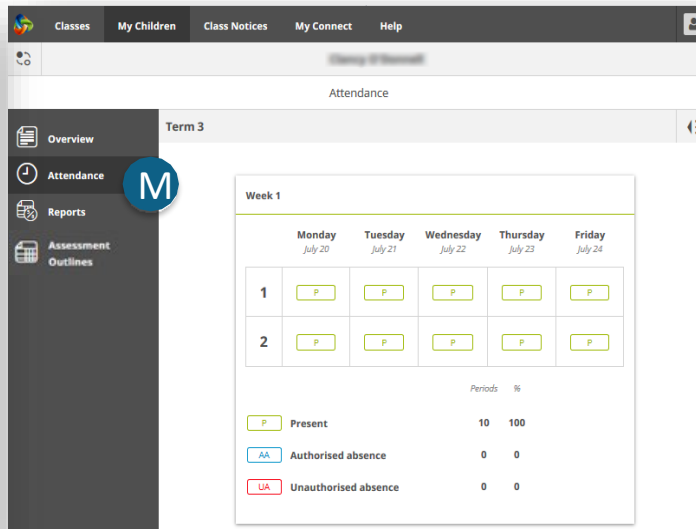 Classes My Children Class Notices My Connect Help
Attendance
Term 3
Overview
Attendance
M
Reports
Assessment
Outlines
Week 1
Monday Tuesday Wednesday Thursday Friday
July 20 July 21 July 22 July 23 July 24
1 P P P P P
2 P P P P P
Periods %
P Present 10 100
AA Authorised absence 0 0
UA Unauthorised absence 0 0